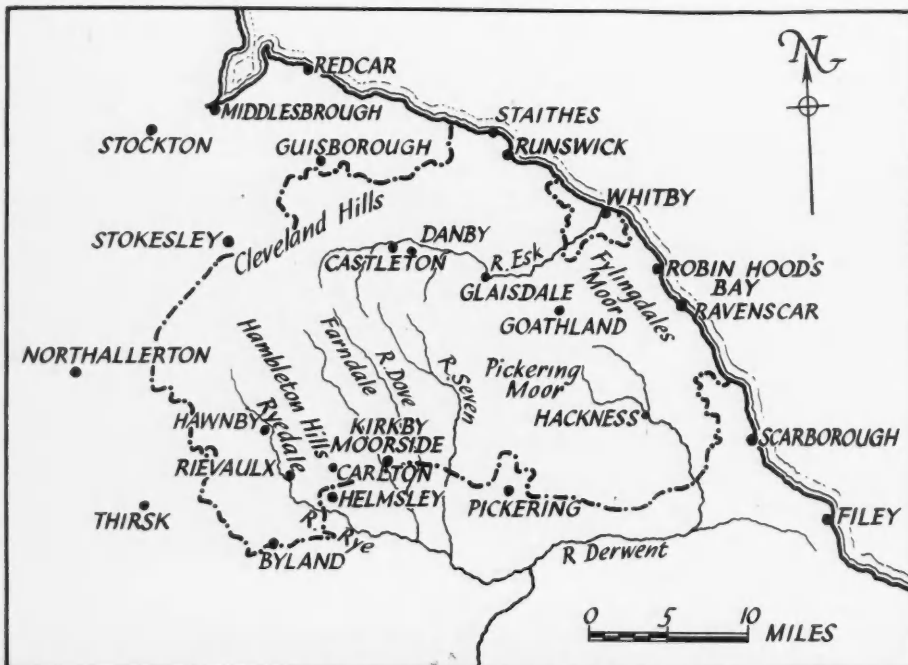 N
REDCAR
MIDDLESBROUGH
STAITHES
STOCKTON
GUISBOROUGH
RUNSWICK
WHITBY
Cleveland Hills
STOKESLEY
DANBY
CASTLETON
R. Esk
GLAISDALE
Fylingdales
Moor
ROBIN HOOD'S
BAY
RAVENSCAR
GOATHLAND
NORTHALLERTON
Hambleton Hills
Farndale
R. Dove
R. Seven
Pickering
Moor
HACKNESS
HAWNBY
Ryedale
KIRKBY
MOORSIDE
SCARBOROUGH
RIEVAULX
CARLTON
HELMSLEY
PICKERING
THIRSK
R. Rye
BYLAND
R Derwent
FILEY
0 5 10
MILES